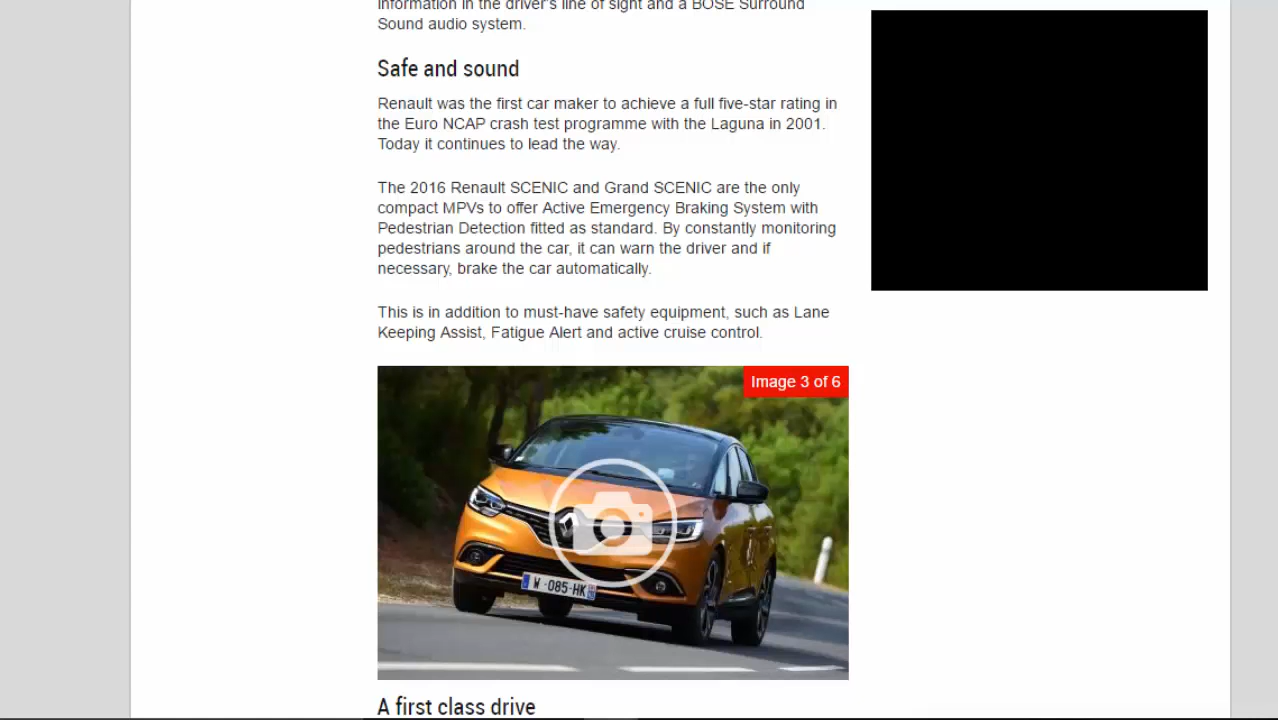 information in the driver's line of sight and a BOSE Surround
Sound audio system.
Safe and sound
Renault was the first car maker to achieve a full five-star rating in
the Euro NCAP crash test programme with the Laguna in 2001.
Today it continues to lead the way.
The 2016 Renault SCENIC and Grand SCENIC are the only
compact MPVs to offer Active Emergency Braking System with
Pedestrian Detection fitted as standard. By constantly monitoring
pedestrians around the car, it can warn the driver and if
necessary, brake the car automatically.
This is in addition to must-have safety equipment, such as Lane
Keeping Assist, Fatigue Alert and active cruise control.
Image 3 of 6
W-085-HK
A first class drive